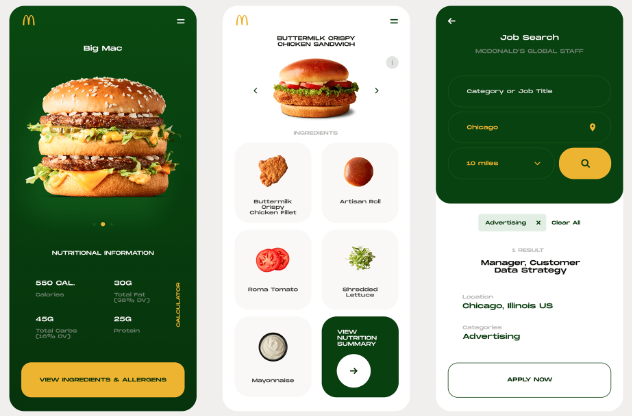 Big Mac
NUTRITIONAL INFORMATION
550 CAL.
Calories
30G
Total Fat
(38% DV)
45G
Total Carbs
(16% DV)
25G
Protein
CALCULATOR
VIEW INGREDIENTS & ALLERGENS
BUTTERMILK CRISPY
CHICKEN SANDWICH
i
INGREDIENTS
Buttermilk
Crispy
Chicken Fillet
Artisan Roll
Roma Tomato
Shredded
Lettuce
Mayonnaise
VIEW
NUTRITION
SUMMARY
Job Search
MCDONALD'S GLOBAL STAFF
Category or Job Title
Chicago
10 miles
Advertising
Clear All
1 RESULT
Manager, Customer
Data Strategy
Location
Chicago, Illinois US
Categories
Advertising
APPLY NOW